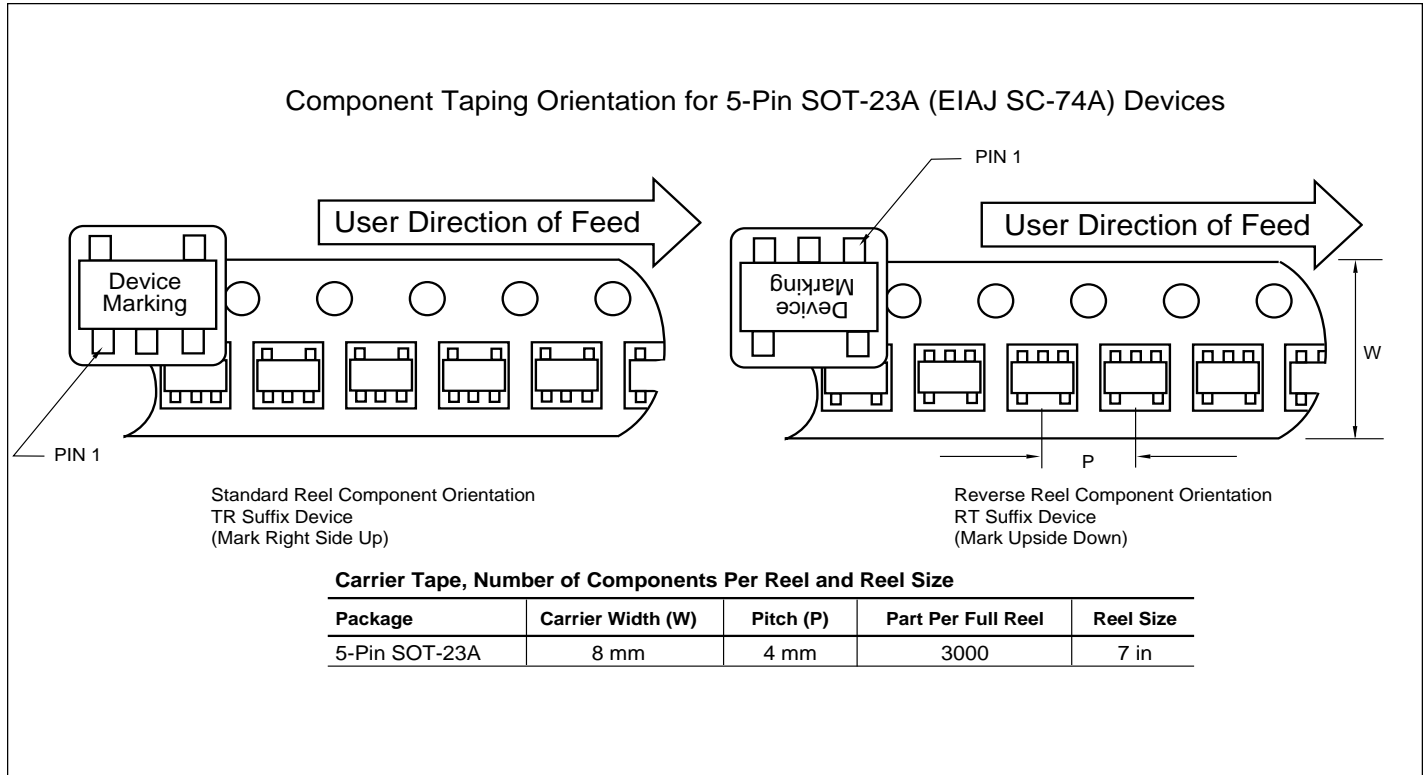 Component Taping Orientation for 5-Pin SOT-23A (EIAJ SC-74A) Devices
PIN 1
User Direction of Feed
User Direction of Feed
Device
Marking
Device
Marking
W
PIN 1
P
Standard Reel Component Orientation
TR Suffix Device
(Mark Right Side Up)
Reverse Reel Component Orientation
RT Suffix Device
(Mark Upside Down)
Carrier Tape, Number of Components Per Reel and Reel Size
Package Carrier Width (W) Pitch (P) Part Per Full Reel Reel Size
5-Pin SOT-23A 8 mm 4 mm 3000 7 in